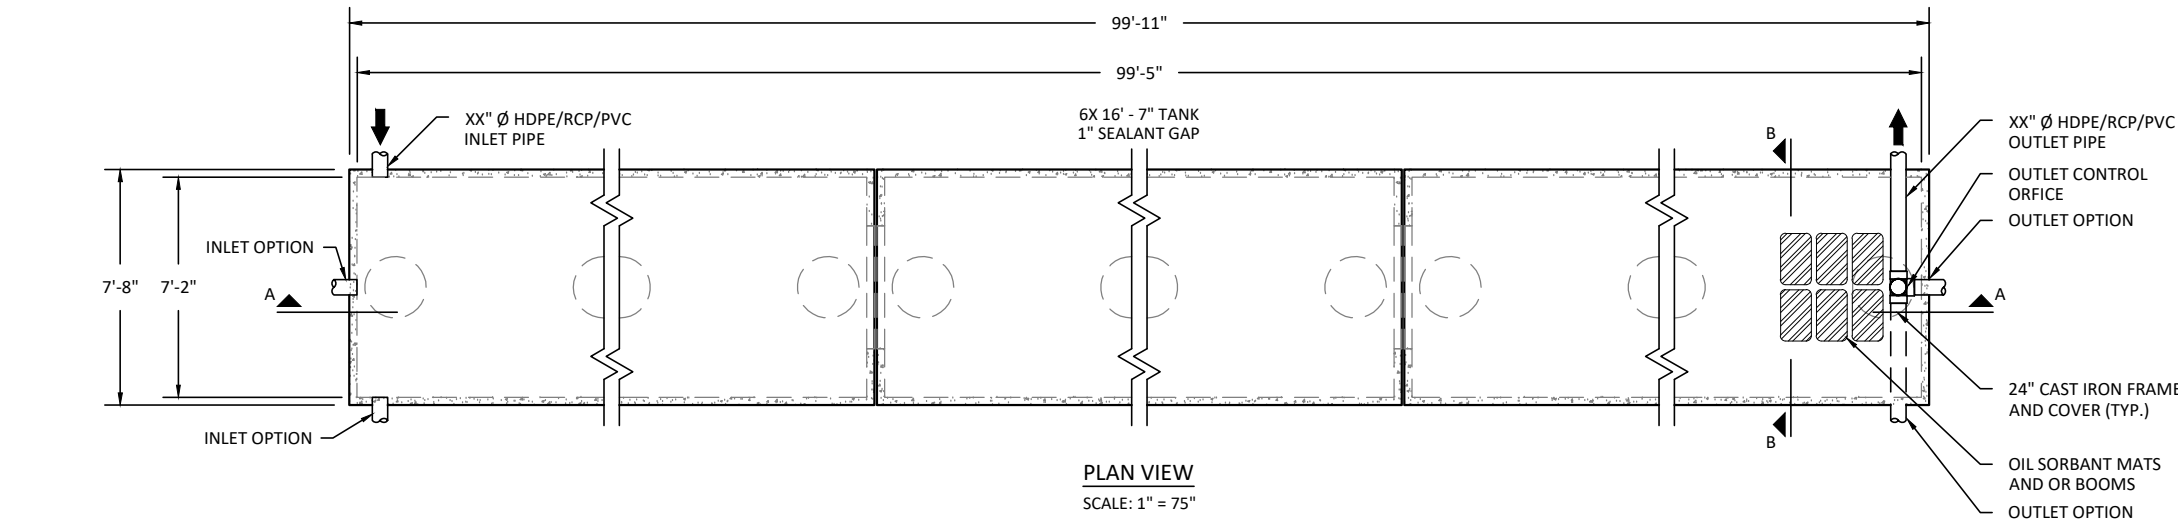 99'-11"
99'-5"
XX" Ø HDPE/RCP/PVC
INLET PIPE
6X 16' - 7" TANK
1" SEALANT GAP
B
XX" Ø HDPE/RCP/PVC
OUTLET PIPE
OUTLET CONTROL
ORFICE
OUTLET OPTION
INLET OPTION
7'-8"
7'-2"
A
A
24" CAST IRON FRAME
AND COVER (TYP.)
INLET OPTION
B
OIL SORBANT MATS
AND OR BOOMS
OUTLET OPTION
PLAN VIEW
SCALE: 1" = 75"